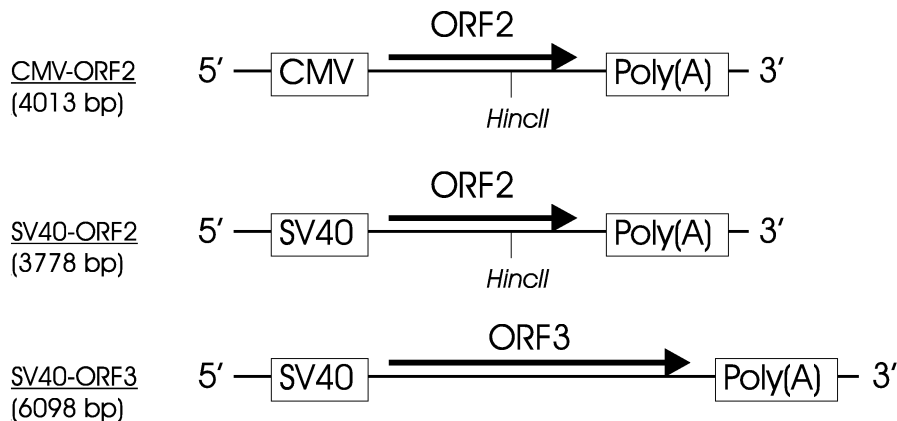 ORF2
CMV-ORF2
(4013 bp)
5′ CMV Poly(A) 3′
HincII
ORF2
SV40-ORF2
(3778 bp)
5′ SV40 Poly(A) 3′
HincII
ORF3
SV40-ORF3
(6098 bp)
5′ SV40 Poly(A) 3′